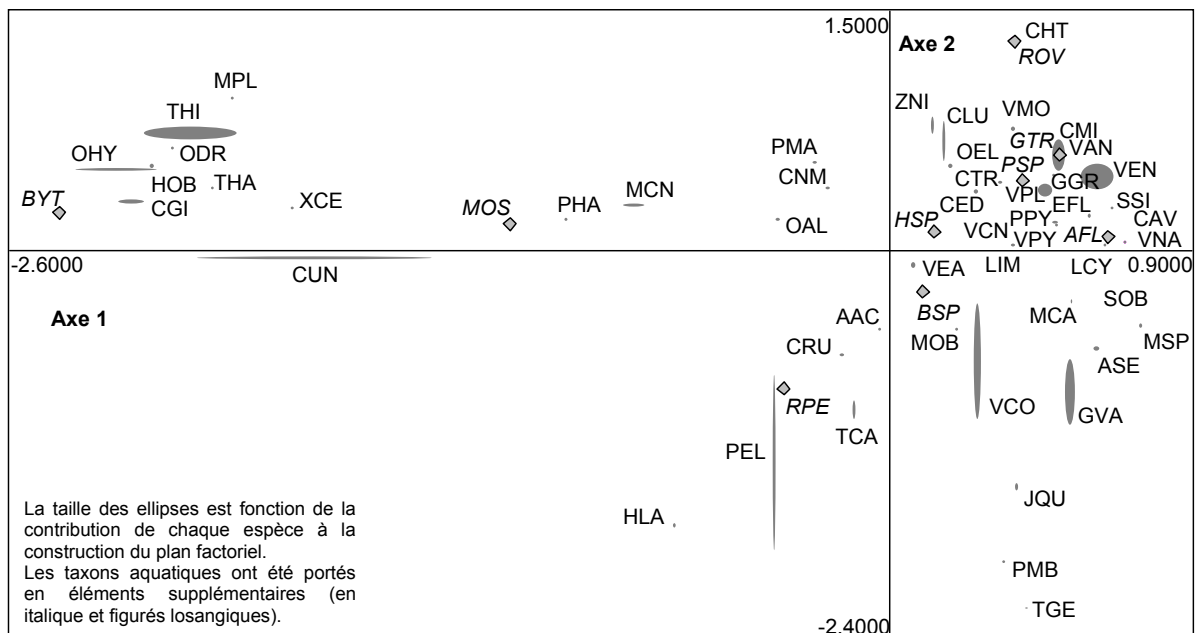 1.5000
Axe 2
CHT
ROV
MPL
THI
ZNI
CLU
VMO
GTR
CMI
VAN
OHY
ODR
PMA
OEL
PSP
VEN
HOB
THA
CNM
CTR
GGR
BYT
CGI
XCE
MOS
PHA
MCN
OAL
HSP
CED
VPL
PPY
EFL
SSI
CAV
VCN
VPY
AFL
VNA
-2.6000
CUN
VEA
LIM
LCY
0.9000
Axe 1
BSP
MCA
SOB
AAC
CRU
MOB
MSP
ASE
RPE
VCO
GVA
TCA
PEL
JQU
HLA
PMB
TGE
La taille des ellipses est fonction de la
contribution de chaque espèce à la
construction du plan factoriel.
Les taxons aquatiques ont été portés
en éléments supplémentaires (en
italique et figurés losangiques).
-2.4000